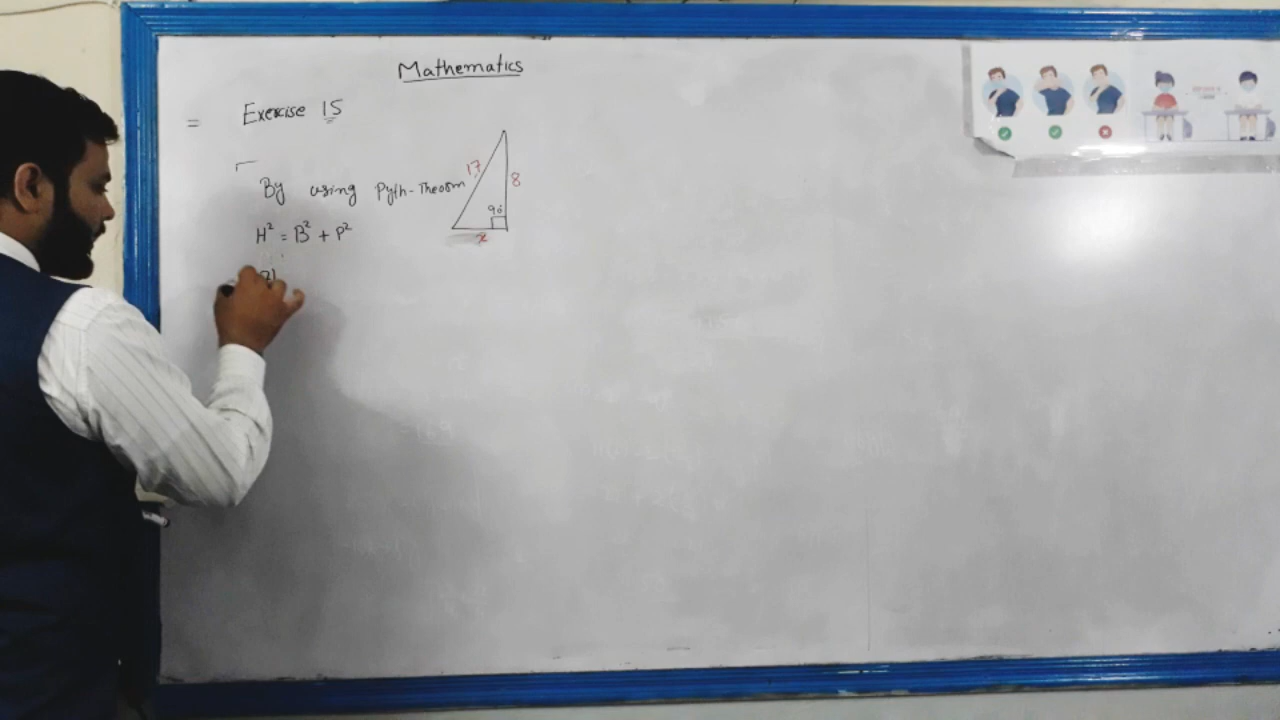 Mathematics
= Exercise 15
By using Pyth-Theorm
17
8
90°
x
H² = B² + P²